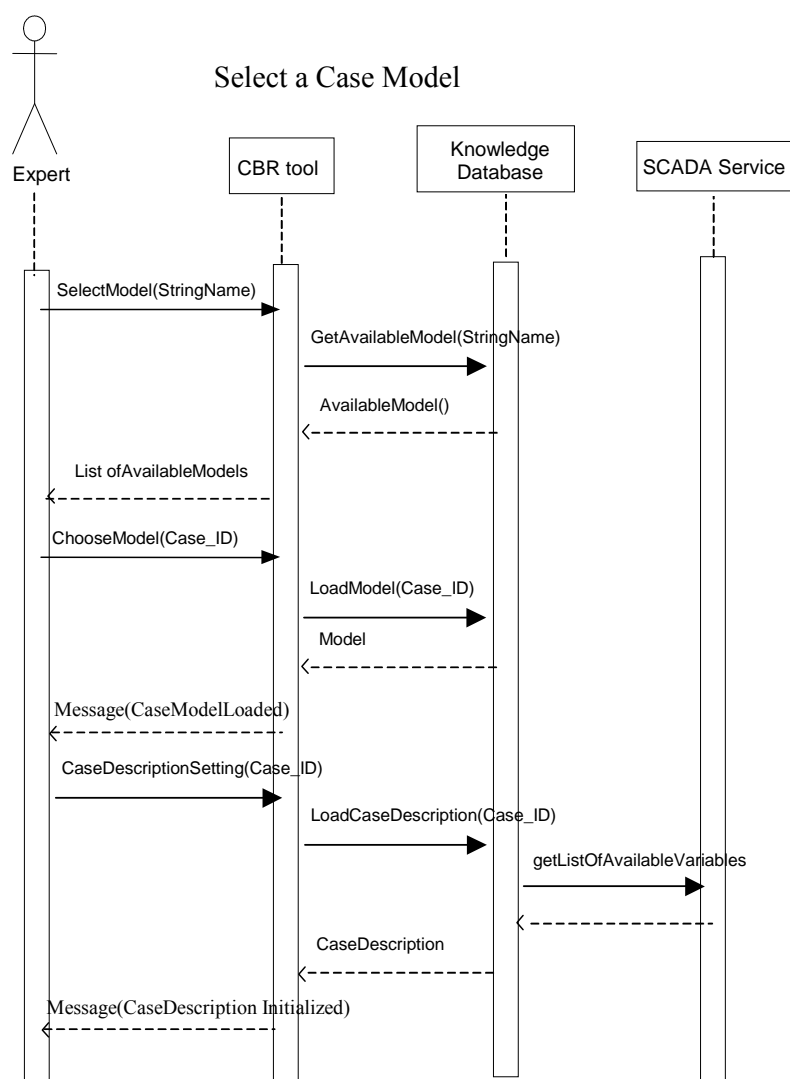 Select a Case Model
Expert
CBR tool
Knowledge
Database
SCADA Service
SelectModel(StringName)
GetAvailableModel(StringName)
AvailableModel()
List ofAvailableModels
ChooseModel(Case_ID)
LoadModel(Case_ID)
Model
Message(CaseModelLoaded)
CaseDescriptionSetting(Case_ID)
LoadCaseDescription(Case_ID)
getListOfAvailableVariables
CaseDescription
Message(CaseDescription Initialized)